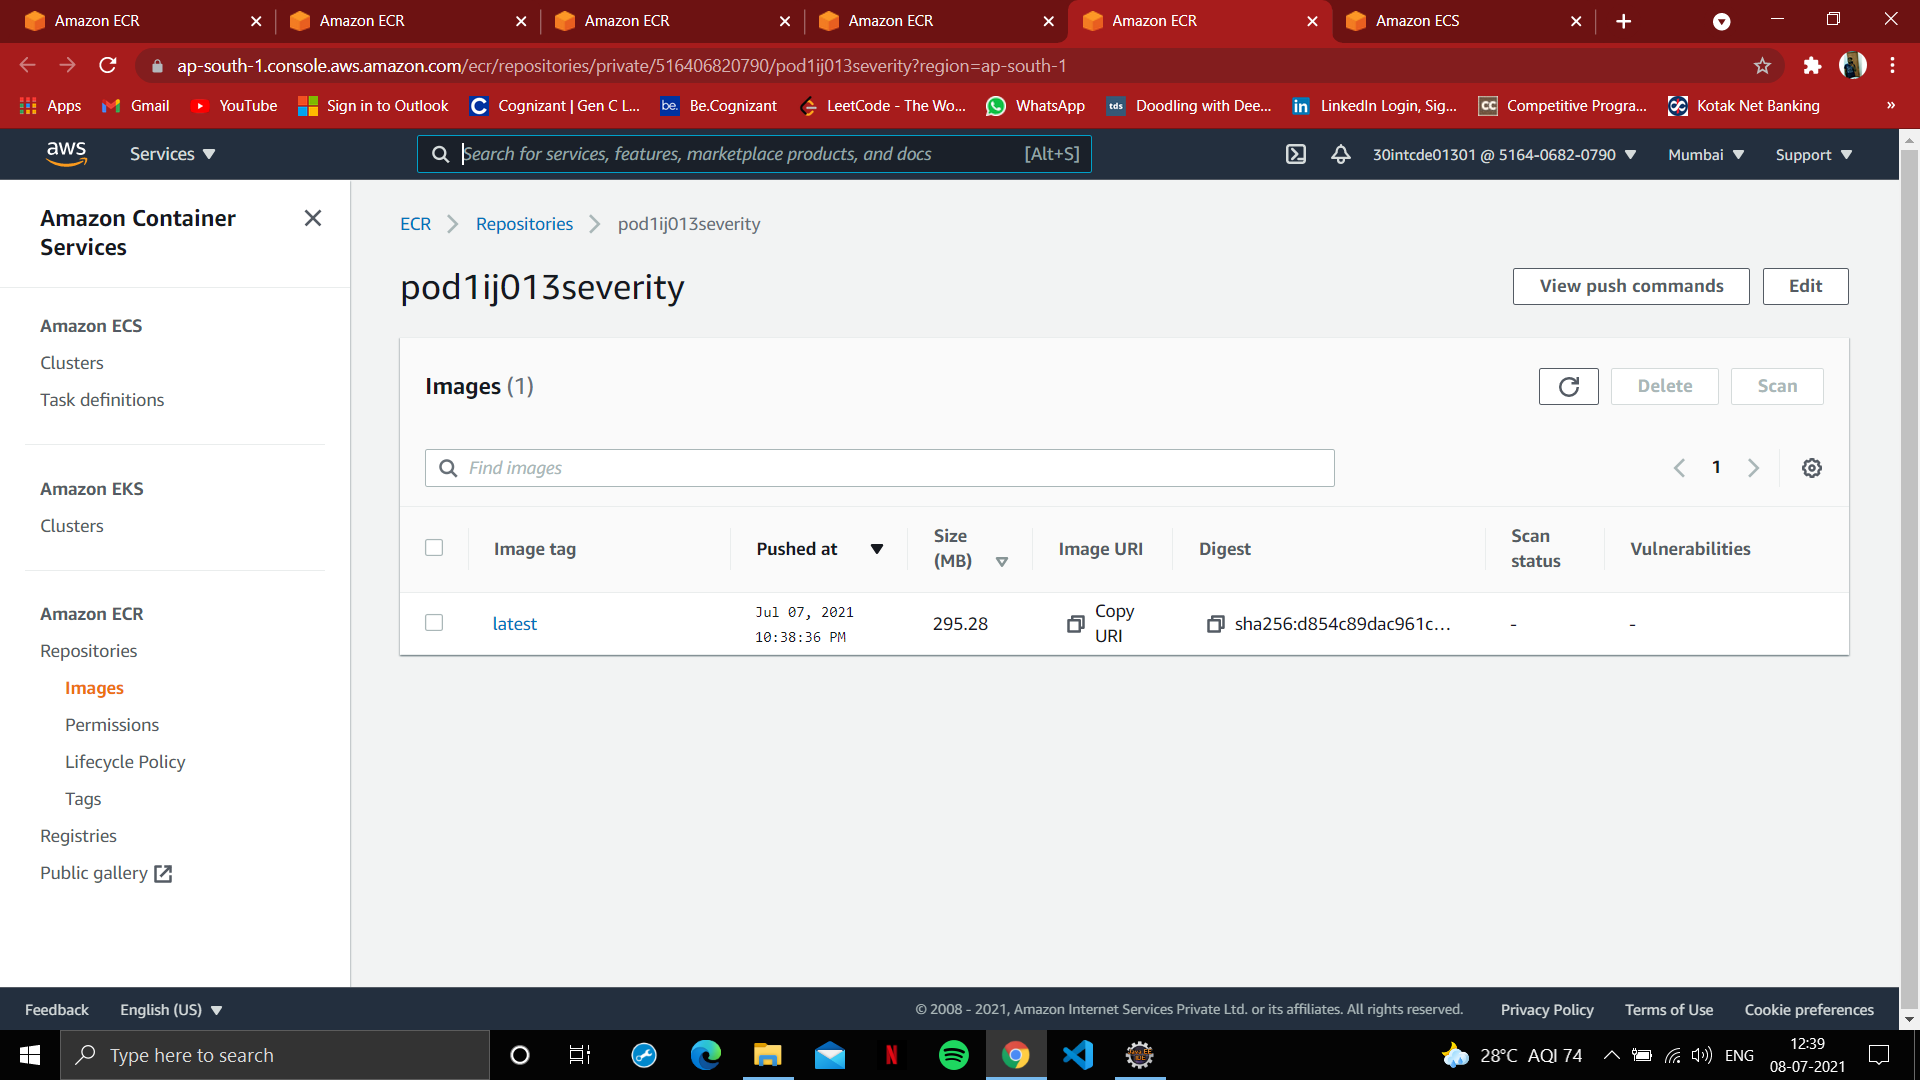 Amazon ECR
Amazon ECR
Amazon ECR
Amazon ECR
Amazon ECR
Amazon ECS
ap-south-1.console.aws.amazon.com/ecr/repositories/private/516406820790/pod1ij013severity?region=ap-south-1
Apps
Gmail
YouTube
Sign in to Outlook
C
Cognizant | Gen C L...
be.
Be.Cognizant
LeetCode - The Wo...
WhatsApp
tds
Doodling with Dee...
in
LinkedIn Login, Sig...
CC
Competitive Progra...
Kotak Net Banking
»
aws
Services
Search for services, features, marketplace products, and docs
[Alt+S]
30intcde01301 @ 5164-0682-0790
Mumbai
Support
Amazon Container
Services
Amazon ECS
Clusters
Task definitions
Amazon EKS
Clusters
Amazon ECR
Repositories
Images
Permissions
Lifecycle Policy
Tags
Registries
Public gallery
ECR
Repositories
pod1ij013severity
pod1ij013severity
View push commands
Edit
Images (1)
Delete
Scan
Find images
1
Image tag
Pushed at
Size
(MB)
Image URI
Digest
Scan
status
Vulnerabilities
latest
Jul 07, 2021
10:38:36 PM
295.28
Copy
URI
sha256:d854c89dac961c...
-
-
Feedback
English (US)
© 2008 - 2021, Amazon Internet Services Private Ltd. or its affiliates. All rights reserved.
Privacy Policy
Terms of Use
Cookie preferences
Type here to search
N
28°C AQI 74
ENG
12:39
08-07-2021